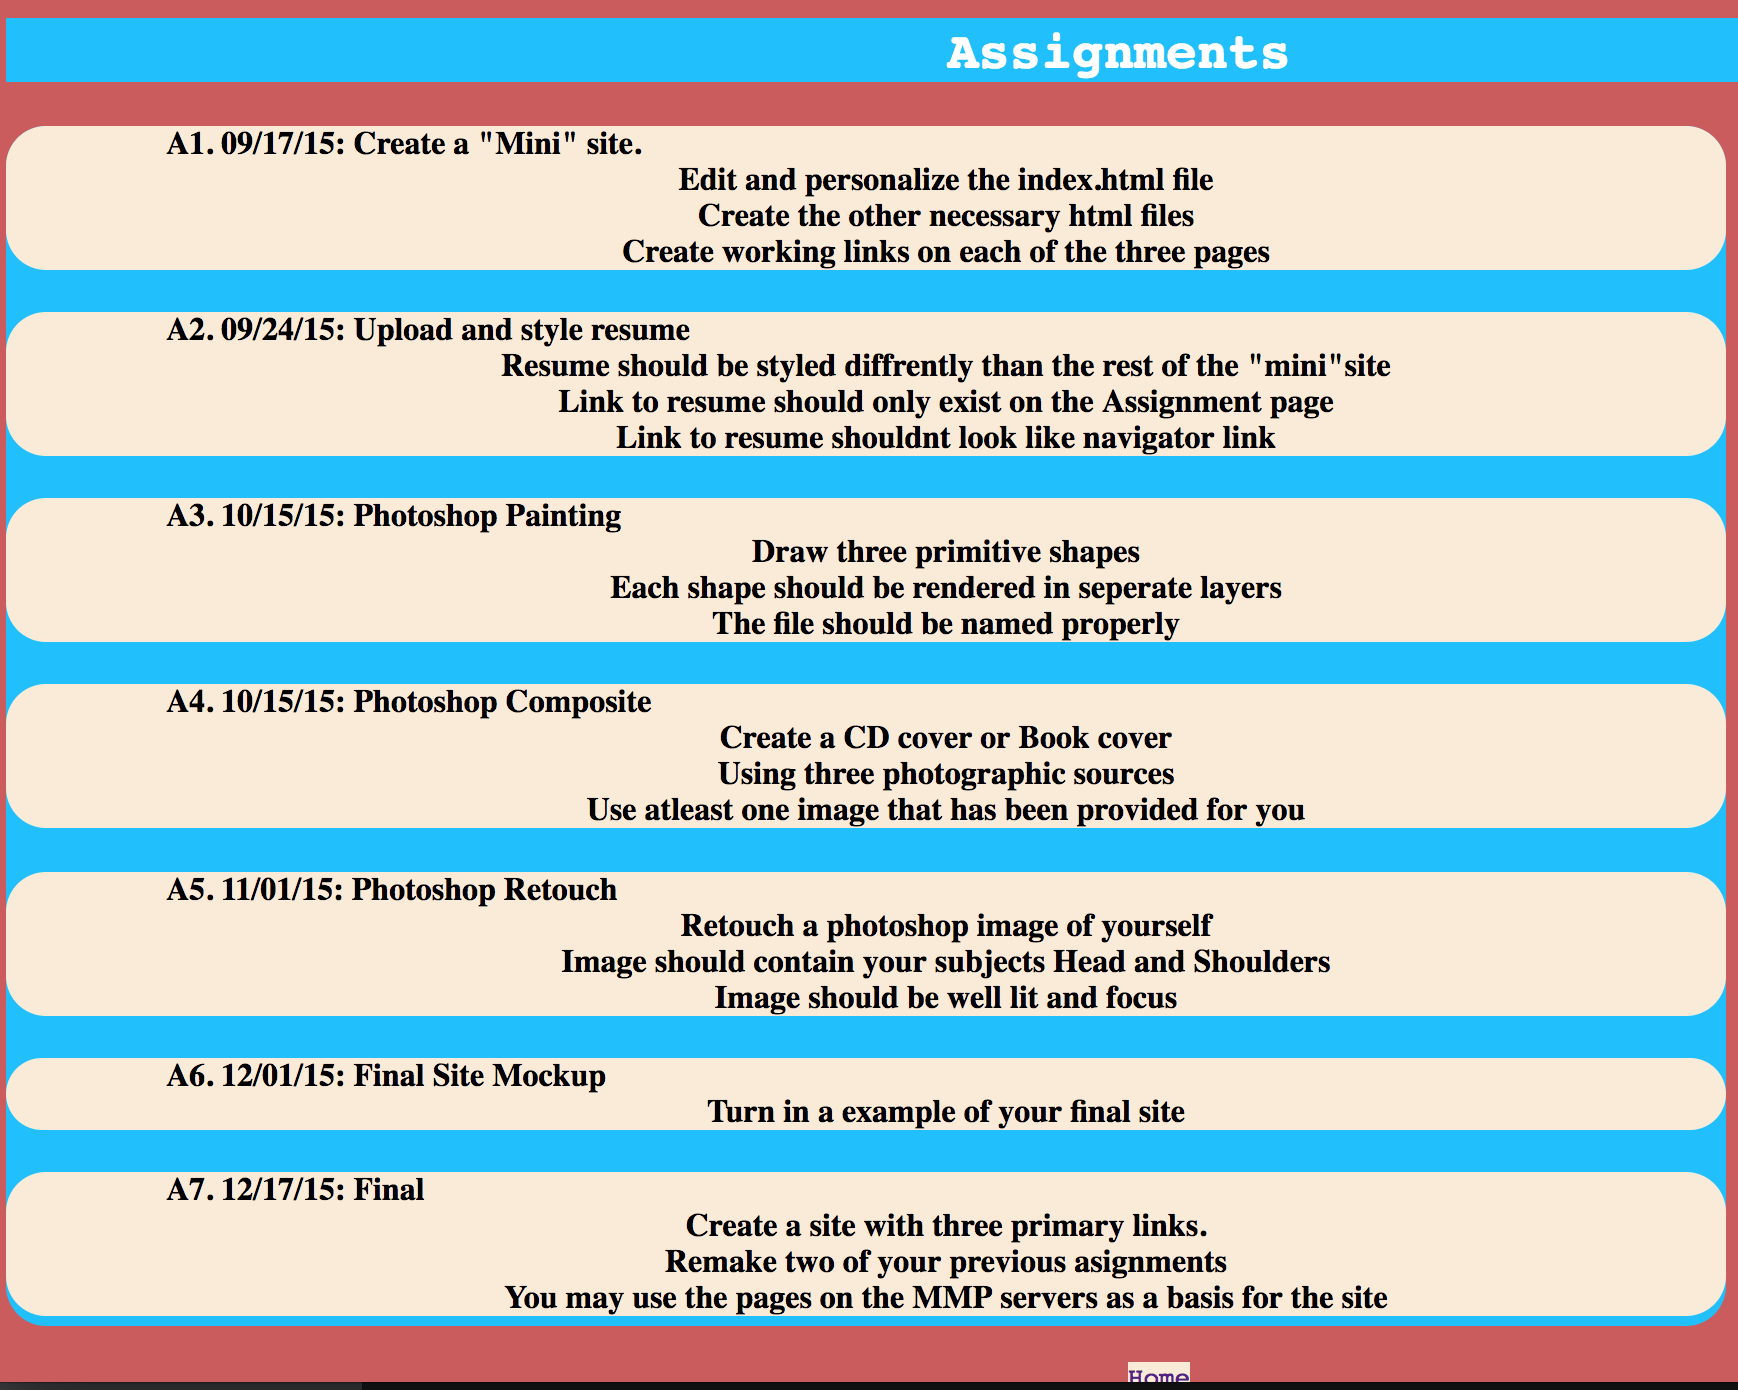 Assignments
A1. 09/17/15: Create a "Mini" site.
Edit and personalize the index.html file
Create the other necessary html files
Create working links on each of the three pages
A2. 09/24/15: Upload and style resume
Resume should be styled diffrently than the rest of the "mini"site
Link to resume should only exist on the Assignment page
Link to resume shouldnt look like navigator link
A3. 10/15/15: Photoshop Painting
Draw three primitive shapes
Each shape should be rendered in seperate layers
The file should be named properly
A4. 10/15/15: Photoshop Composite
Create a CD cover or Book cover
Using three photographic sources
Use atleast one image that has been provided for you
A5. 11/01/15: Photoshop Retouch
Retouch a photoshop image of yourself
Image should contain your subjects Head and Shoulders
Image should be well lit and focus
A6. 12/01/15: Final Site Mockup
Turn in a example of your final site
A7. 12/17/15: Final
Create a site with three primary links.
Remake two of your previous asignments
You may use the pages on the MMP servers as a basis for the site
Home